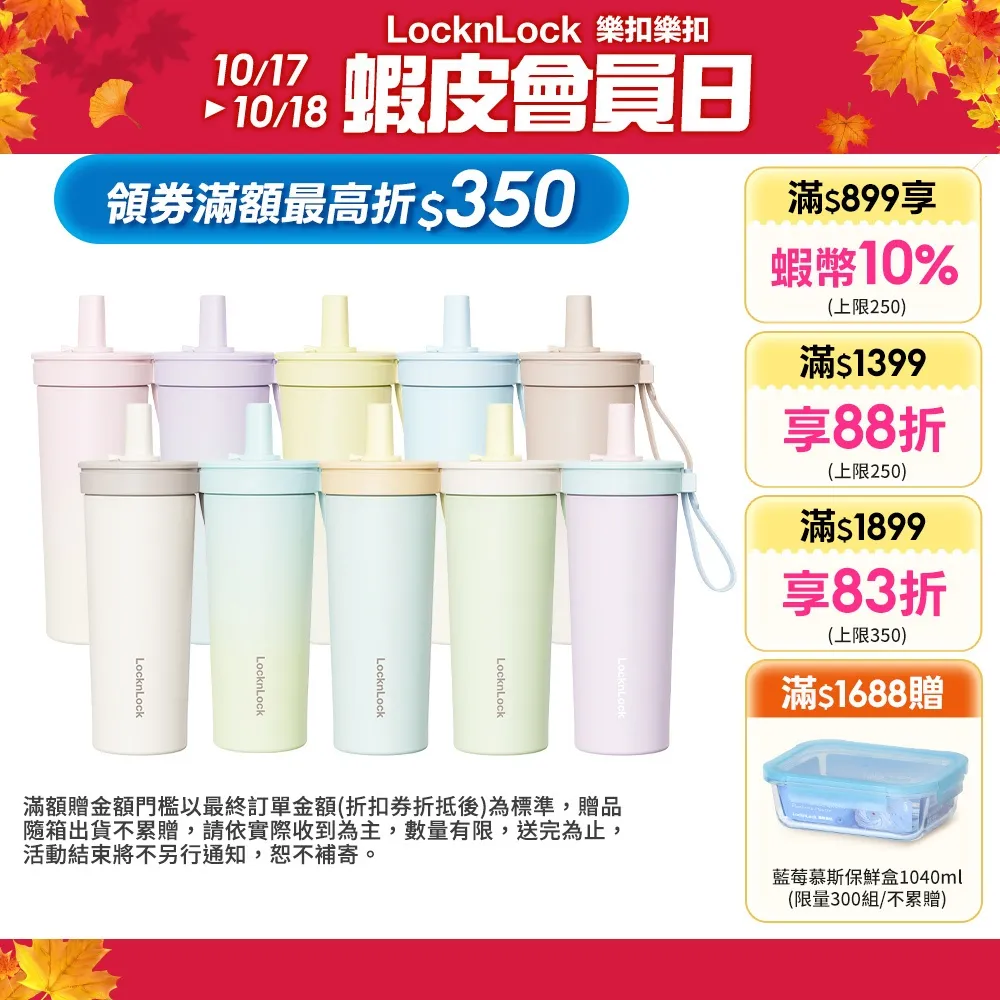 LocknLock 樂扣樂扣
10/17
▸10/18
蝦皮會員日
領券滿額最高折$350
滿$899享
蝦幣10%
(上限250)
滿$1399
享88折
(上限250)
滿$1899
享83折
(上限350)
滿$1688贈
藍莓慕斯保鮮盒1040ml
(限量300組/不累贈)
LocknLock
LocknLock
LocknLock
LocknLock
LocknLock
滿額贈金額門檻以最終訂單金額(折扣券折抵後)為標準，贈品
隨箱出貨不累贈，請依實際收到為主，數量有限，送完為止，
活動結束將不另行通知，恕不補寄。